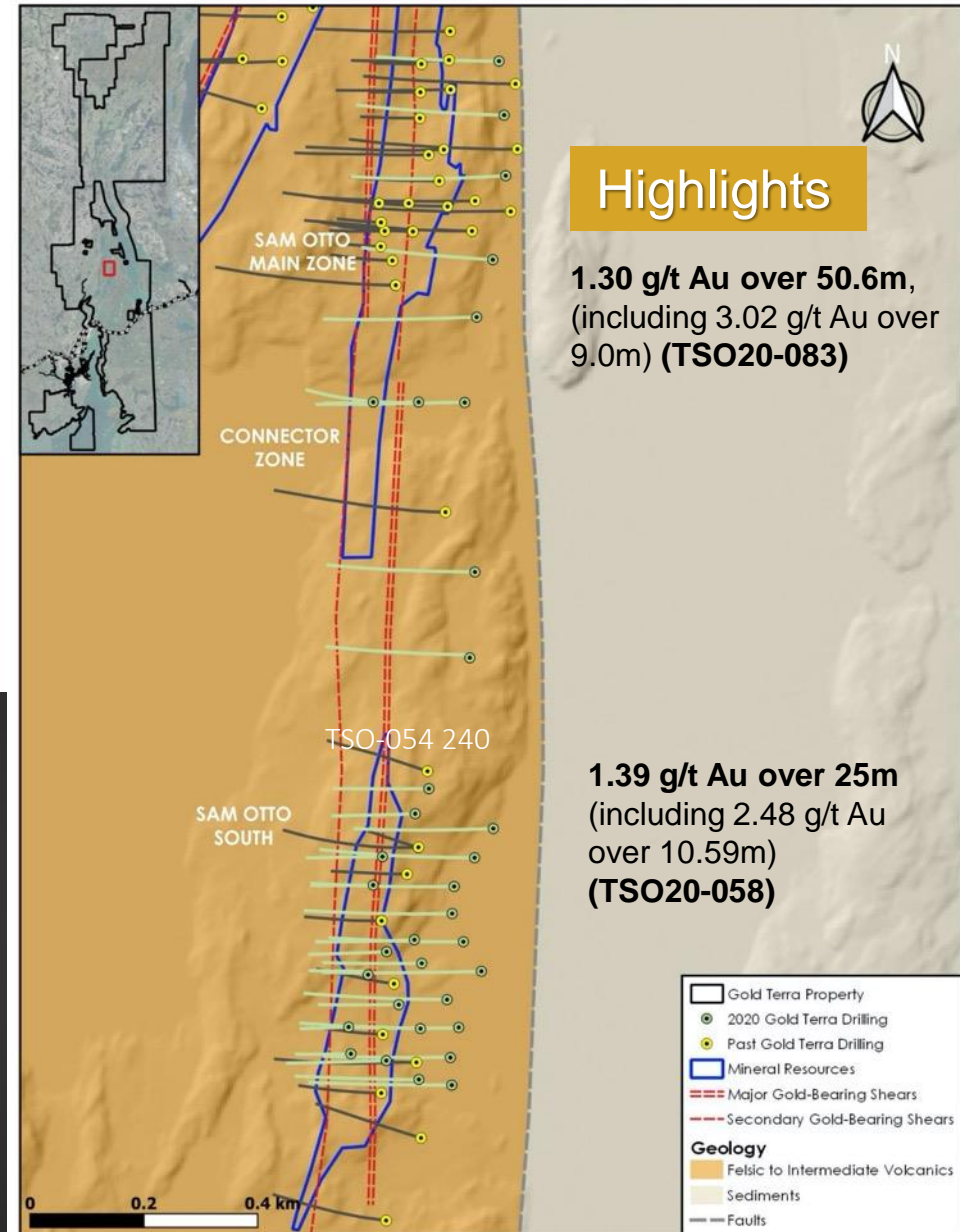 N
Highlights
1.30 g/t Au over 50.6m,
(including 3.02 g/t Au over
9.0m) (TSO20-083)
SAM OTTO
MAIN ZONE
CONNECTOR
ZONE
TSO-054 240
SAM OTTO
SOUTH
1.39 g/t Au over 25m
(including 2.48 g/t Au
over 10.59m)
(TSO20-058)
Gold Terra Property
2020 Gold Terra Drilling
Past Gold Terra Drilling
Mineral Resources
Major Gold-Bearing Shears
Secondary Gold-Bearing Shears
Geology
Felsic to Intermediate Volcanics
Sediments
Faults
0 0.2 0.4 km